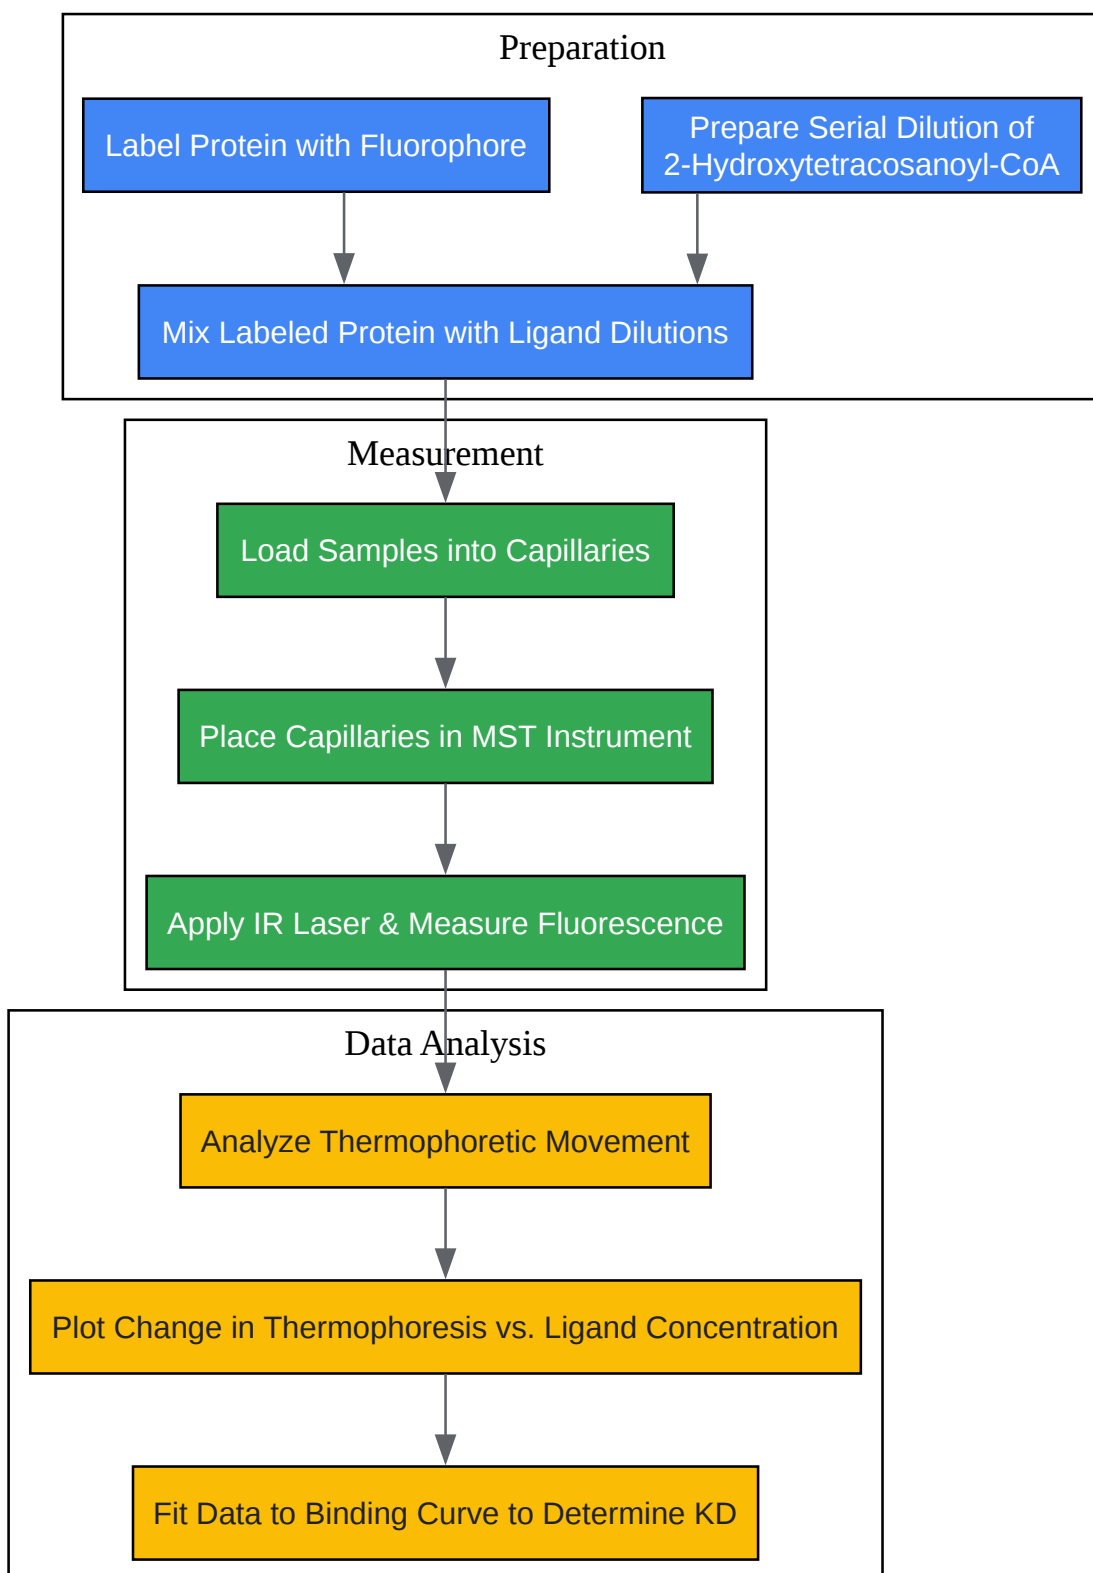 Preparation
Label Protein with Fluorophore
Prepare Serial Dilution of
2-Hydroxytetracosanoyl-CoA
Mix Labeled Protein with Ligand Dilutions
Measurement
Load Samples into Capillaries
Place Capillaries in MST Instrument
Apply IR Laser & Measure Fluorescence
Data Analysis
Analyze Thermophoretic Movement
Plot Change in Thermophoresis vs. Ligand Concentration
Fit Data to Binding Curve to Determine KD